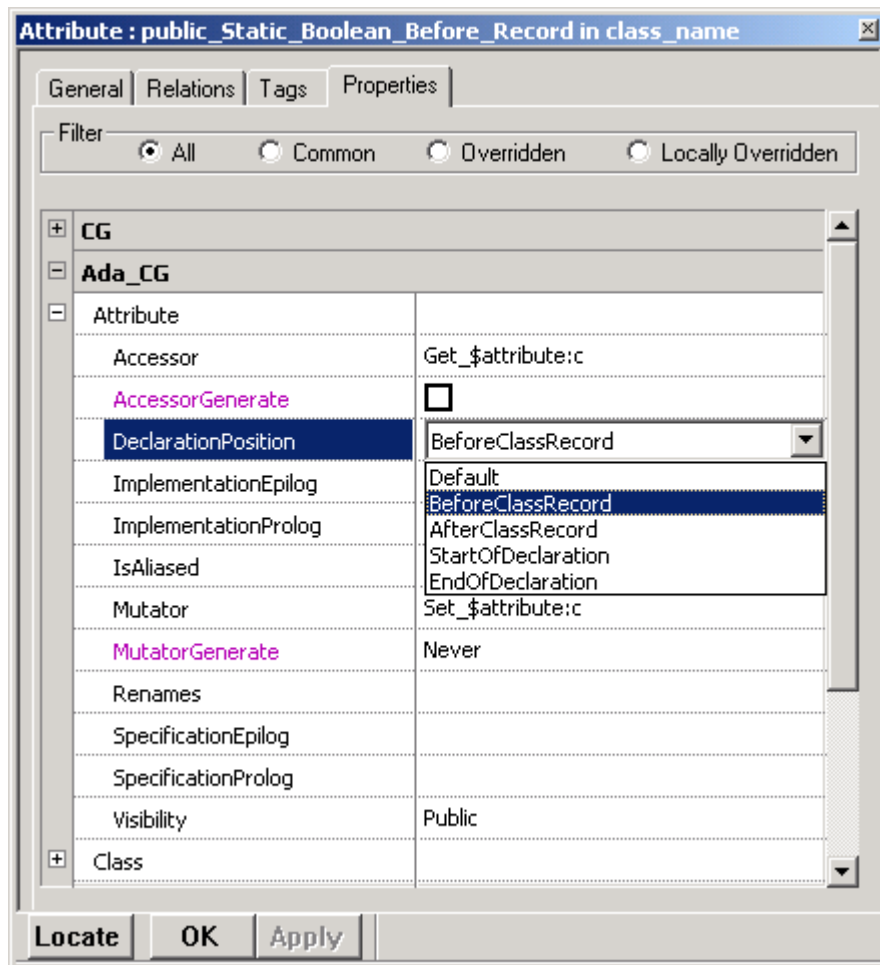 Attribute : public_Static_Boolean_Before_Record in class_name
General Relations Tags Properties
Filter
All Common Overridden Locally Overridden
CG
Ada_CG
Attribute
Accessor Get_$attribute:c
AccessorGenerate
DeclarationPosition BeforeClassRecord
Default
ImplementationEpilog
BeforeClassRecord
ImplementationProlog
AfterClassRecord
StartOfDeclaration
IsAliased
EndOfDeclaration
Mutator Set_$attribute:c
MutatorGenerate Never
Renames
SpecificationEpilog
SpecificationProlog
Visibility Public
Class
Locate OK Apply